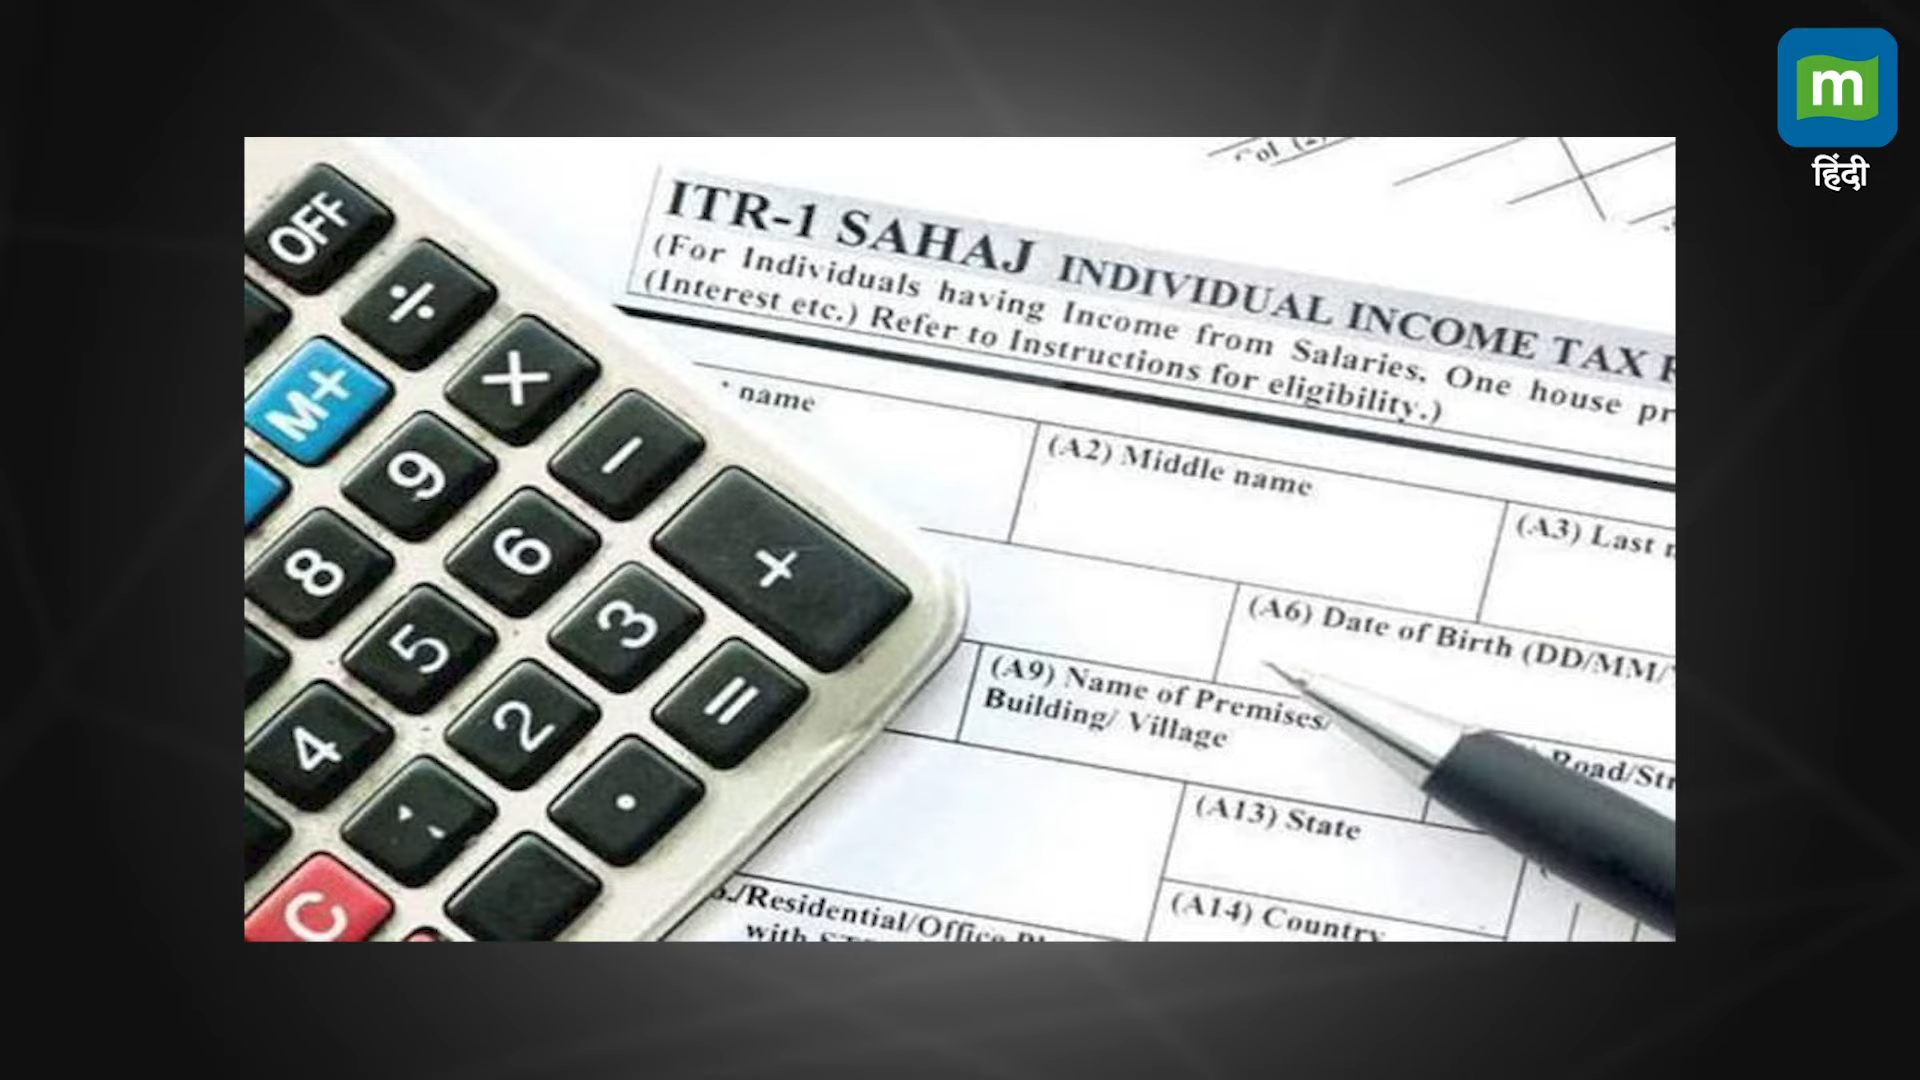 m
हिंदी
ITR-1 SAHAJ INDIVIDUAL INCOME TAX
(For Individuals having Income from Salaries. One house
(Interest etc.) Refer to Instructions for eligibility.)
name
(A2) Middle name
(A3) Last
(A6) Date of Birth (DD/MM/
(A9) Name of Premises/
Building/ Village
Road/
(A13) State
(A14) Country
/Residential/Office
with
OFF
÷
M+
×
9
−
8
6
+
5
3
4
2
=
.
C